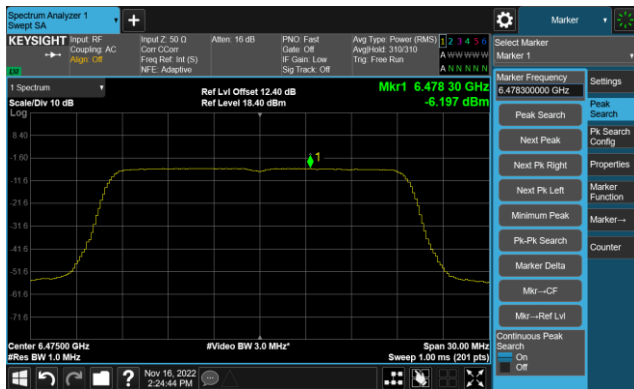 Spectrum Analyzer 1
Swept SA
Marker
KEYSIGHT Input: RF Input Z: 50 Ω Atten: 16 dB PNO: Fast Avg Type: Power (RMS) 1 2 3 4 5 6
Coupling: AC Corr CCorr Gate: Off Avg|Hold: 310/310 A W W W W W
Align: Off Freq Ref: Int (S) IF Gain: Low Trig: Free Run
NFE: Adaptive Sig Track: Off A N N N N N
Select Marker
Marker 1
1 Spectrum
Scale/Div 10 dB
Ref Lvl Offset 12.40 dB
Ref Level 18.40 dBm
Mkr1 6.478 30 GHz
-6.197 dBm
Log
8.40
-1.60
-11.6
-21.6
-31.6
-41.6
-51.6
-61.6
-71.6
1
Center 6.47500 GHz
#Res BW 1.0 MHz
#Video BW 3.0 MHz*
Span 30.00 MHz
Sweep 1.00 ms (201 pts)
Marker Frequency
6.478300000 GHz
Peak Search
Next Peak
Next Pk Right
Next Pk Left
Minimum Peak
Pk-Pk Search
Marker Delta
Mkr→CF
Mkr→Ref Lvl
Continuous Peak
Search
On
Off
Settings
Peak
Search
Pk Search
Config
Properties
Marker
Function
Marker→
Counter
Nov 16, 2022
2:24:44 PM